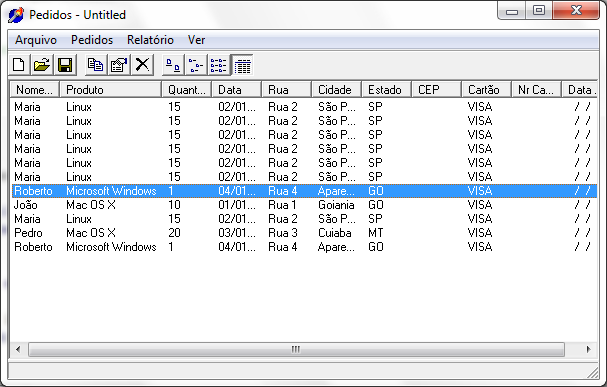 Pedidos - Untitled
Arquivo Pedidos Relatório Ver
Nome... Produto Quant... Data Rua Cidade Estado CEP Cartão Nr Ca... Data
Maria Linux 15 02/01... Rua 2 São P... SP VISA / /
Maria Linux 15 02/01... Rua 2 São P... SP VISA / /
Maria Linux 15 02/01... Rua 2 São P... SP VISA / /
Maria Linux 15 02/01... Rua 2 São P... SP VISA / /
Maria Linux 15 02/01... Rua 2 São P... SP VISA / /
Maria Linux 15 02/01... Rua 2 São P... SP VISA / /
Roberto Microsoft Windows 1 04/01... Rua 4 Apare... GO VISA / /
João Mac OS X 10 01/01... Rua 1 Goiania GO VISA / /
Maria Linux 15 02/01... Rua 2 São P... SP VISA / /
Pedro Mac OS X 20 03/01... Rua 3 Cuiaba MT VISA / /
Roberto Microsoft Windows 1 04/01... Rua 4 Apare... GO VISA / /